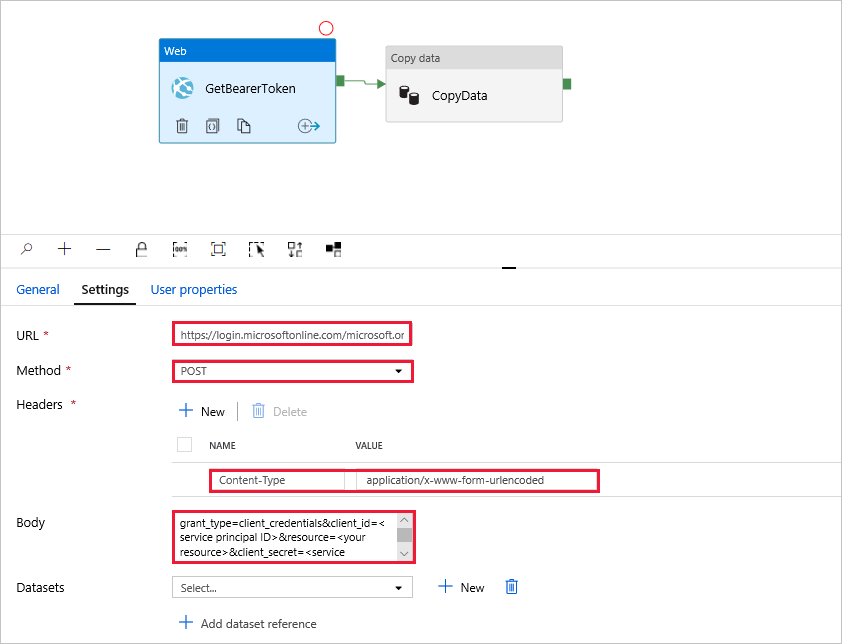 Web
GetBearerToken
Copy data
CopyData
100%
General Settings User properties
URL *
https://login.microsoftonline.com/microsoft.or
Method *
POST
Headers *
New Delete
NAME VALUE
Content-Type application/x-www-form-urlencoded
Body
grant_type=client_credentials&client_id=<
service principal ID>&resource=<your
resource>&client_secret=<service
Datasets
Select...
New
Add dataset reference